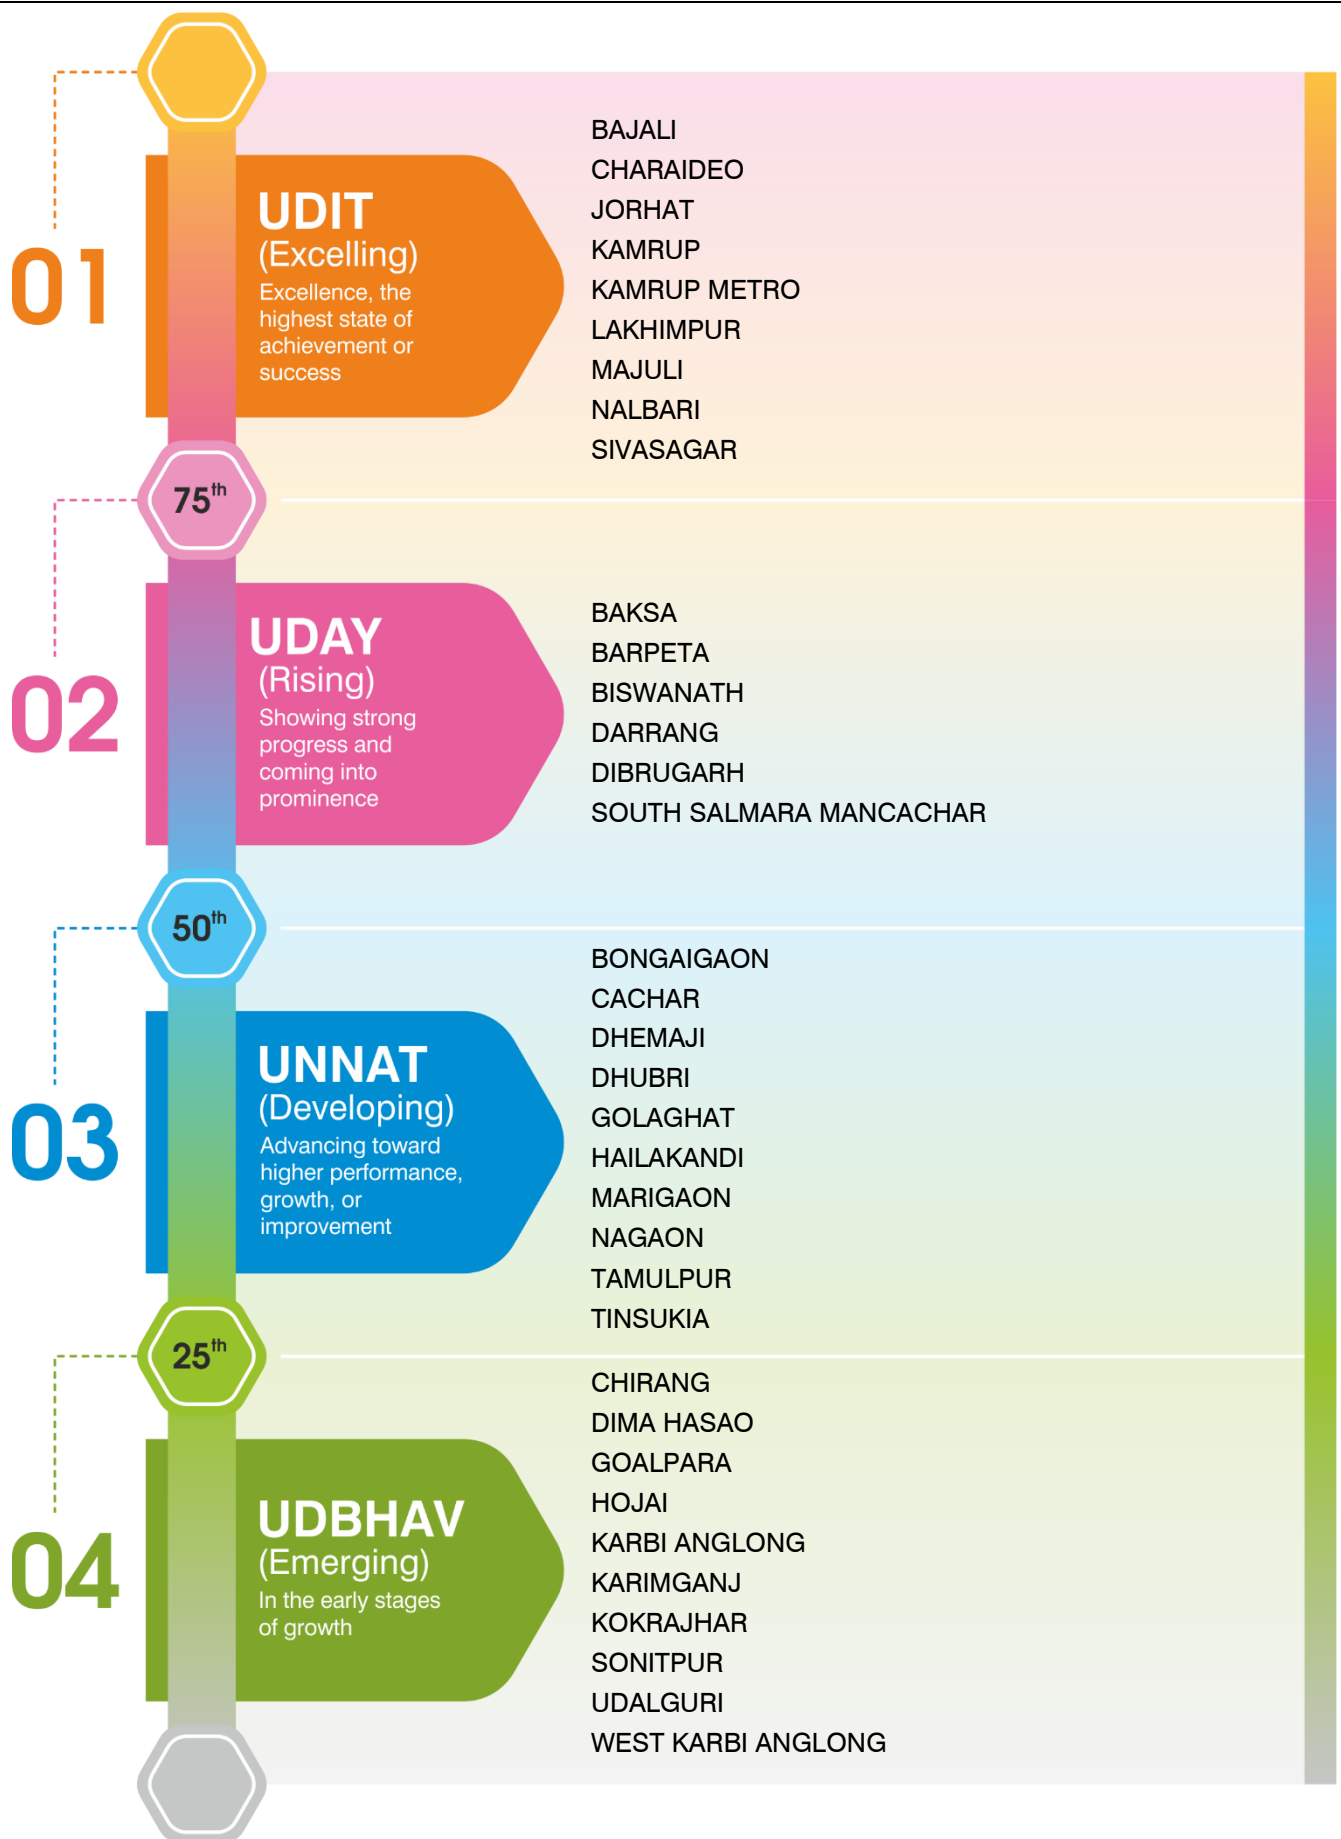 01
UDIT
(Excelling)
Excellence, the
highest state of
achievement or
success
BAJALI
CHARAIDEO
JORHAT
KAMRUP
KAMRUP METRO
LAKHIMPUR
MAJULI
NALBARI
SIVASAGAR
75th
02
UDAY
(Rising)
Showing strong
progress and
coming into
prominence
BAKSA
BARPETA
BISWANATH
DARRANG
DIBRUGARH
SOUTH SALMARA MANCACHAR
50th
03
UNNAT
(Developing)
Advancing toward
higher performance,
growth, or
improvement
BONGAIGAON
CACHAR
DHEMAJI
DHUBRI
GOLAGHAT
HAILAKANDI
MARIGAON
NAGAON
TAMULPUR
TINSUKIA
25th
04
UDBHAV
(Emerging)
In the early stages
of growth
CHIRANG
DIMA HASAO
GOALPARA
HOJAI
KARBI ANGLONG
KARIMGANJ
KOKRAJHAR
SONITPUR
UDALGURI
WEST KARBI ANGLONG